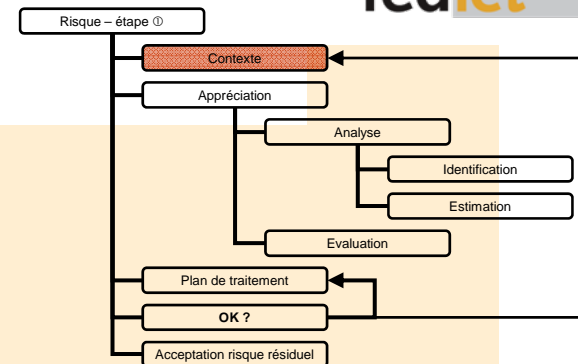 Risque – étape ①
Contexte
Appréciation
Analyse
Identification
Estimation
Evaluation
Plan de traitement
OK ?
Acceptation risque résiduel